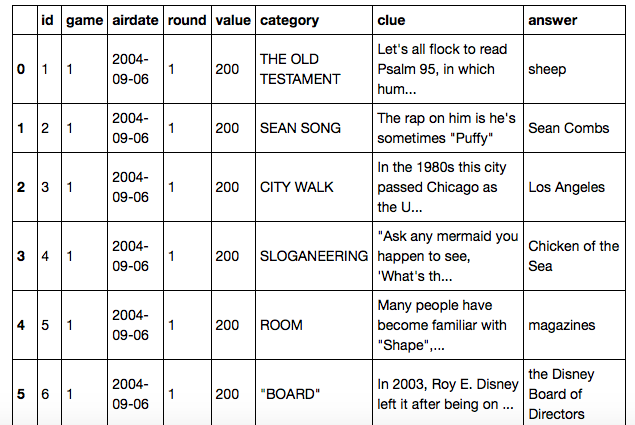 id game airdate round value category clue answer
0 1 1 2004-09-06 1 200 THE OLD TESTAMENT Let's all flock to read Psalm 95, in which hum... sheep
1 2 1 2004-09-06 1 200 SEAN SONG The rap on him is he's sometimes "Puffy" Sean Combs
2 3 1 2004-09-06 1 200 CITY WALK In the 1980s this city passed Chicago as the U... Los Angeles
3 4 1 2004-09-06 1 200 SLOGANEERING "Ask any mermaid you happen to see, 'What's th... Chicken of the Sea
4 5 1 2004-09-06 1 200 ROOM Many people have become familiar with "Shape",... magazines
5 6 1 2004-09-06 1 200 "BOARD" In 2003, Roy E. Disney left it after being on ... the Disney Board of Directors